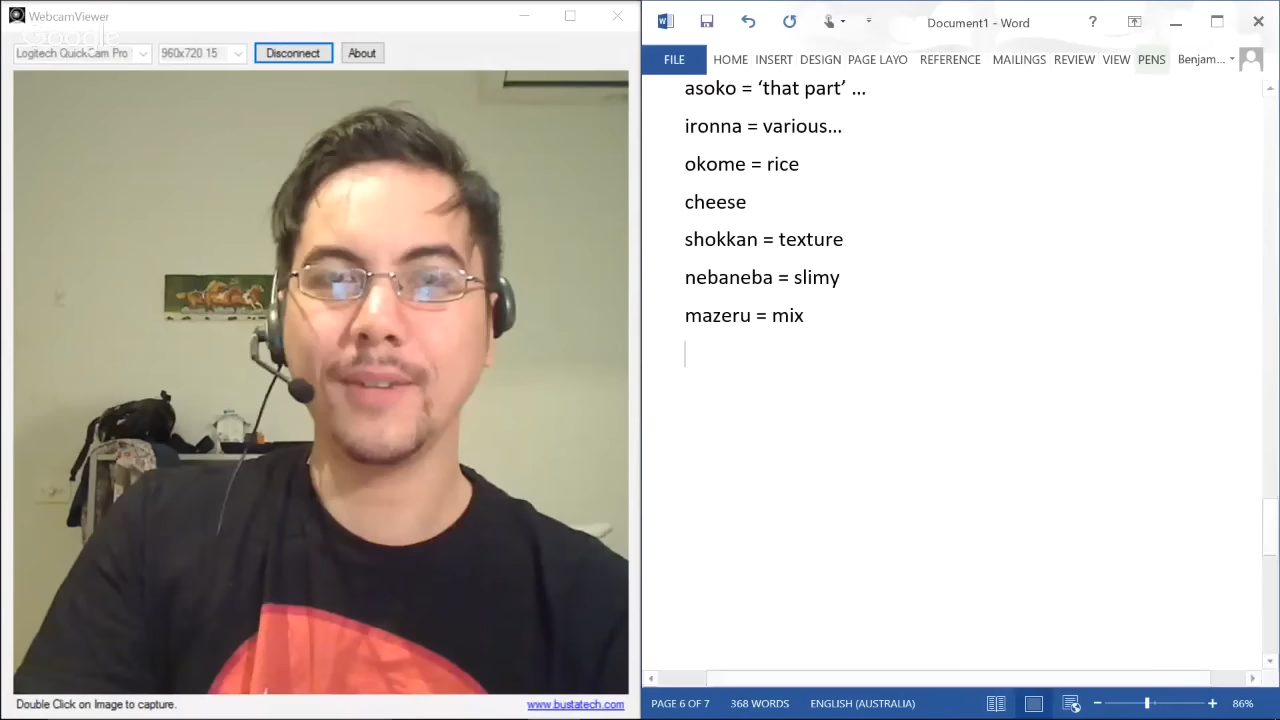 WebcamViewer
Google
Logitech QuickCam Pro
960x720 15
Disconnect
About
Double Click on Image to capture.
www.bustatech.com
Document1 - Word
?
FILE
HOME
INSERT
DESIGN
PAGE LAYO
REFERENCE
MAILINGS
REVIEW
VIEW
PENS
Benjam...
asoko = ‘that part’ ...
ironna = various...
okome = rice
cheese
shokkan = texture
nebaneba = slimy
mazeru = mix
PAGE 6 OF 7
368 WORDS
ENGLISH (AUSTRALIA)
86%